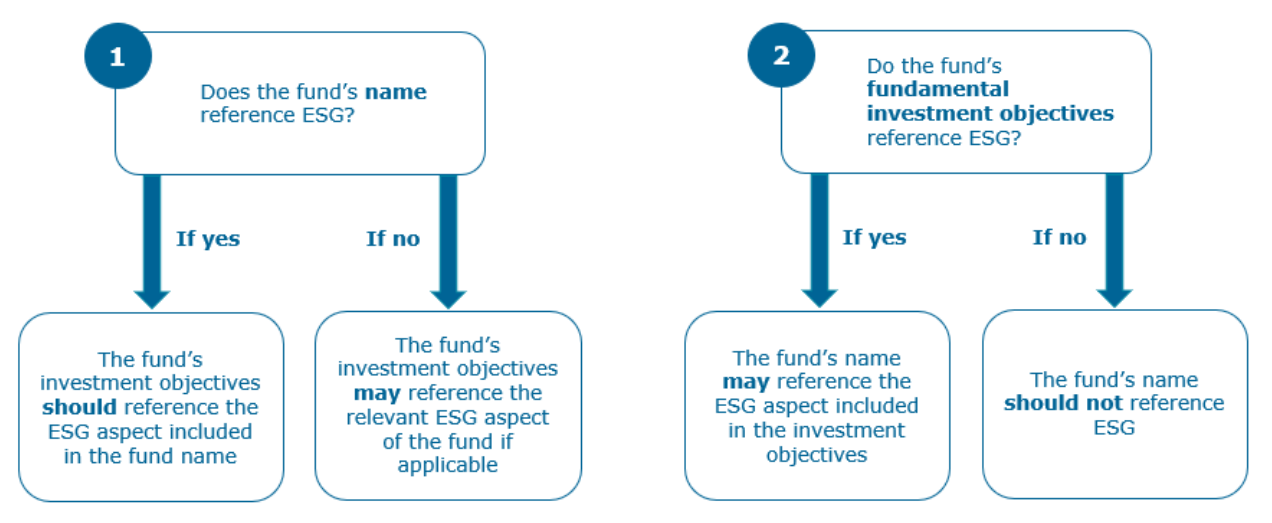 1
Does the fund's name
reference ESG?
If yes
If no
The fund's
investment objectives
should reference the
ESG aspect included
in the fund name
The fund's
investment objectives
may reference the
relevant ESG aspect
of the fund if
applicable
2
Do the fund's
fundamental
investment objectives
reference ESG?
If yes
If no
The fund's name
may reference the
ESG aspect included
in the investment
objectives
The fund's name
should not reference
ESG